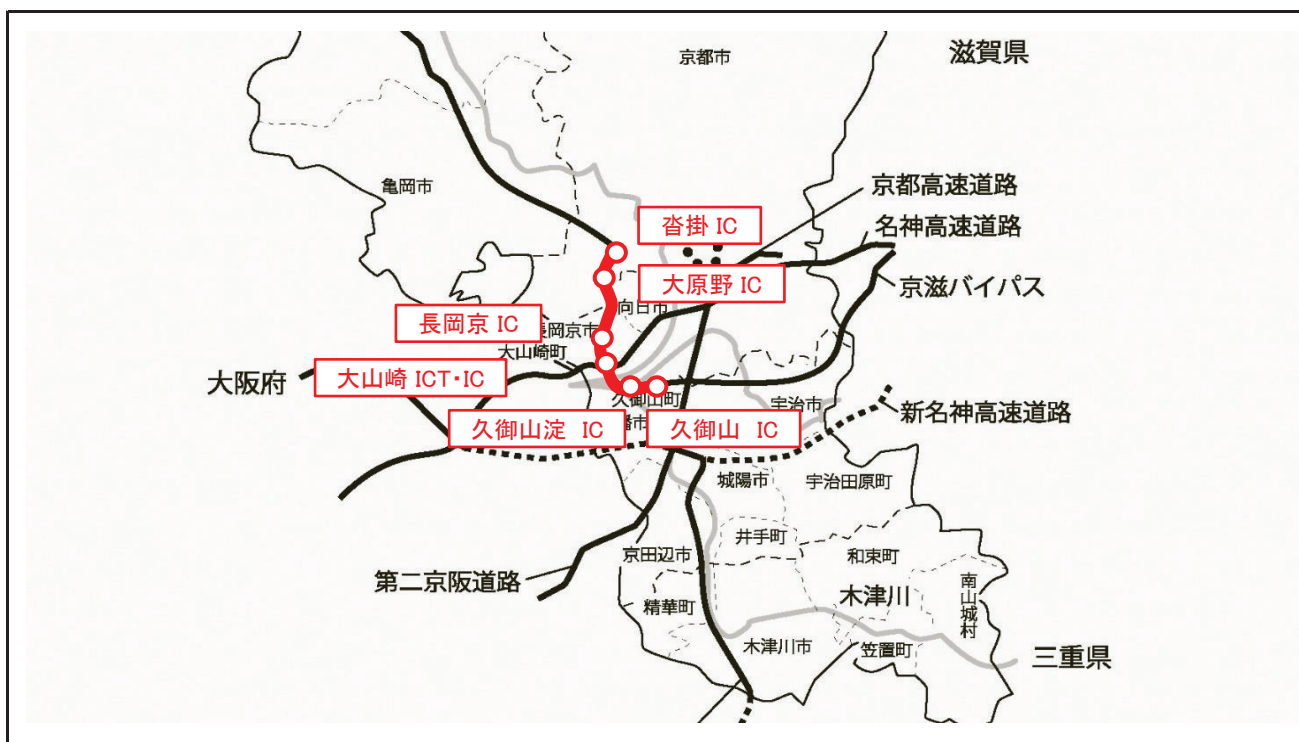 京都市
滋賀県
京都高速道路
亀岡市
沓掛 IC
名神高速道路
大原野 IC
京滋バイパス
向日市
長岡京 IC
長岡京市
大山崎町
大阪府
大山崎 ICT・IC
久御山町
宇治市
新名神高速道路
久御山淀 IC
久御山 IC
城陽市
宇治田原町
井手町
京田辺市
和束町
第二京阪道路
南山城村
精華町
木津川
木津川市
笠置町
三重県